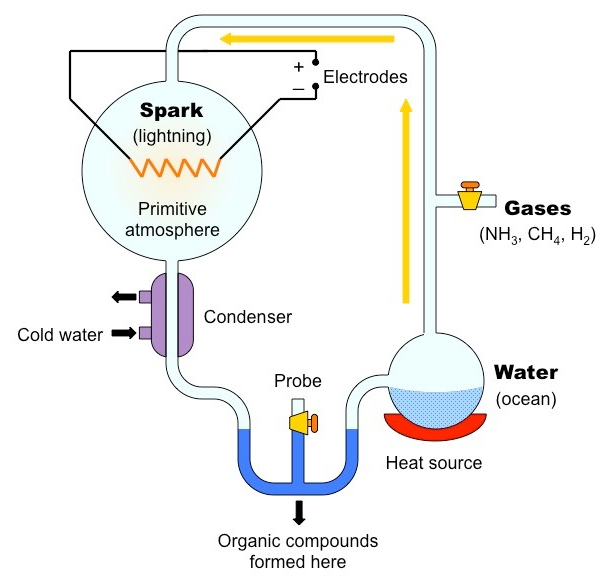 +
Electrodes
–
Spark
(lightning)
Primitive
atmosphere
Gases
(NH₃, CH₄, H₂)
Condenser
Cold water
Probe
Water
(ocean)
Heat source
Organic compounds
formed here